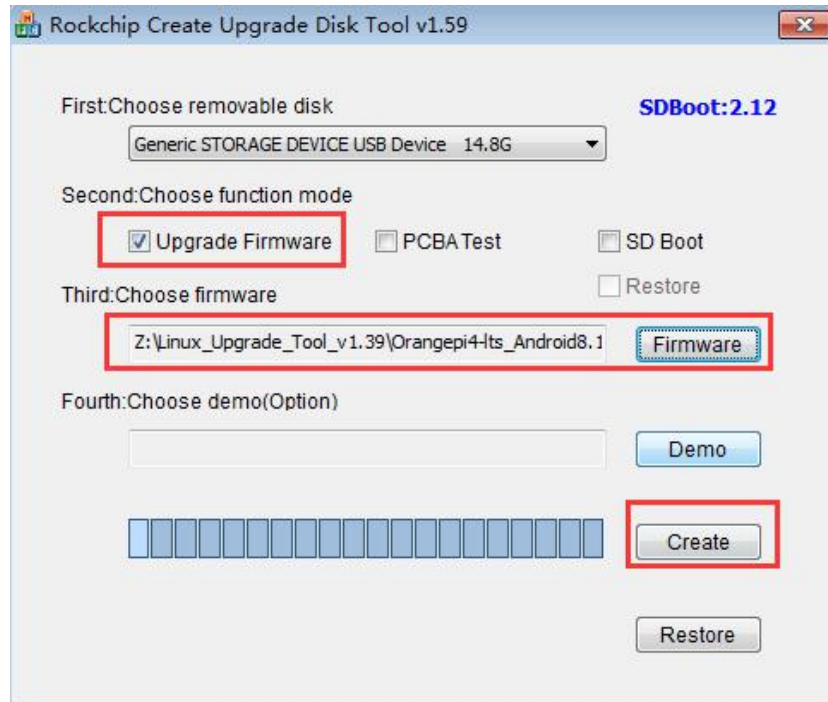 Rockchip Create Upgrade Disk Tool v1.59
First:Choose removable disk
SDBoot:2.12
Generic STORAGE DEVICE USB Device 14.8G
Second:Choose function mode
Upgrade Firmware
PCBA Test
SD Boot
Restore
Third:Choose firmware
Z:\Linux_Upgrade_Tool_v1.39\Orangepi4-lts_Android8.1
Firmware
Fourth:Choose demo(Option)
Demo
Create
Restore